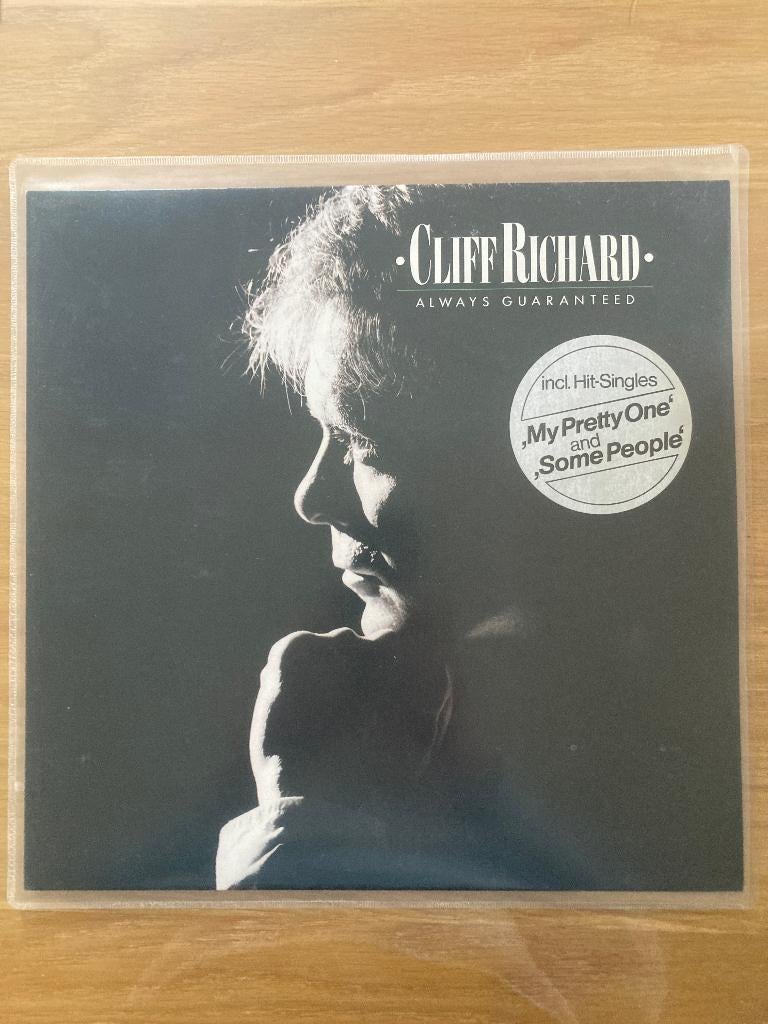 ·CLIFF RICHARD·
ALWAYS GUARANTEED
incl. Hit-Singles
‚My Pretty One‘
and
‚Some People‘